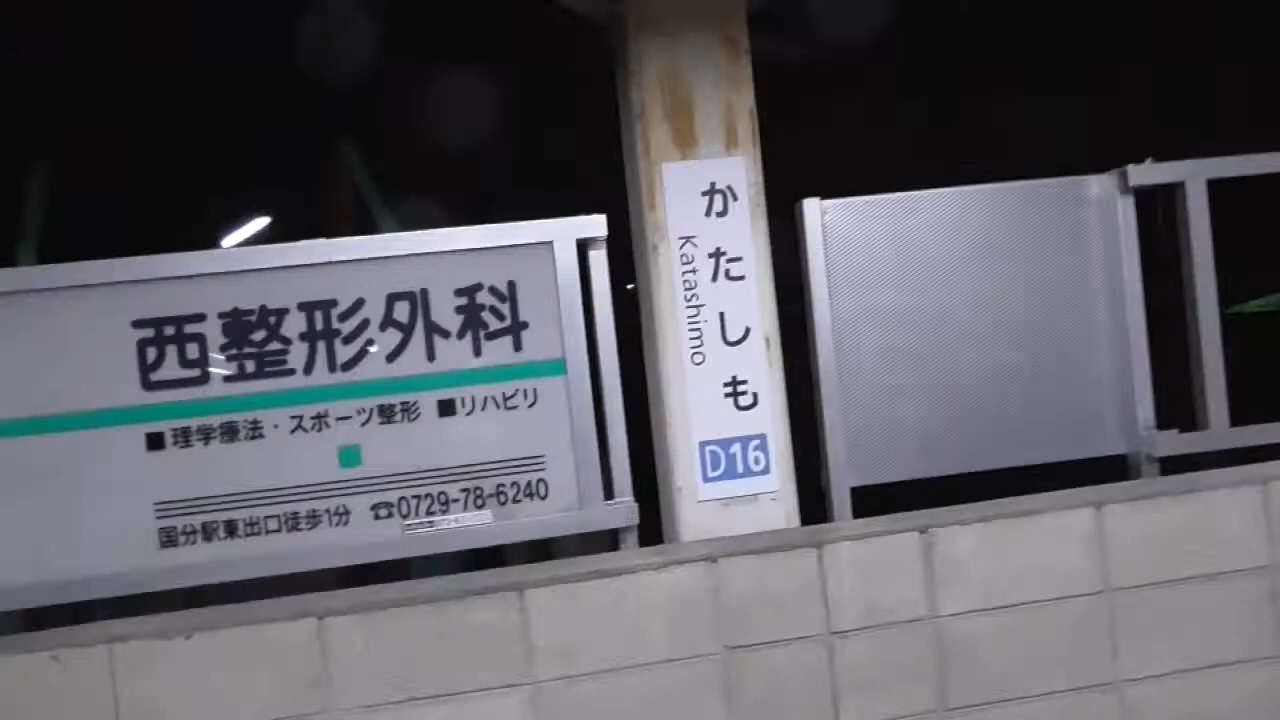 西整形外科
■理学療法・スポーツ整形 ■リハビリ
国分駅東出口徒歩1分 ☎0729-78-6240
かたしも
Katashimo
D16